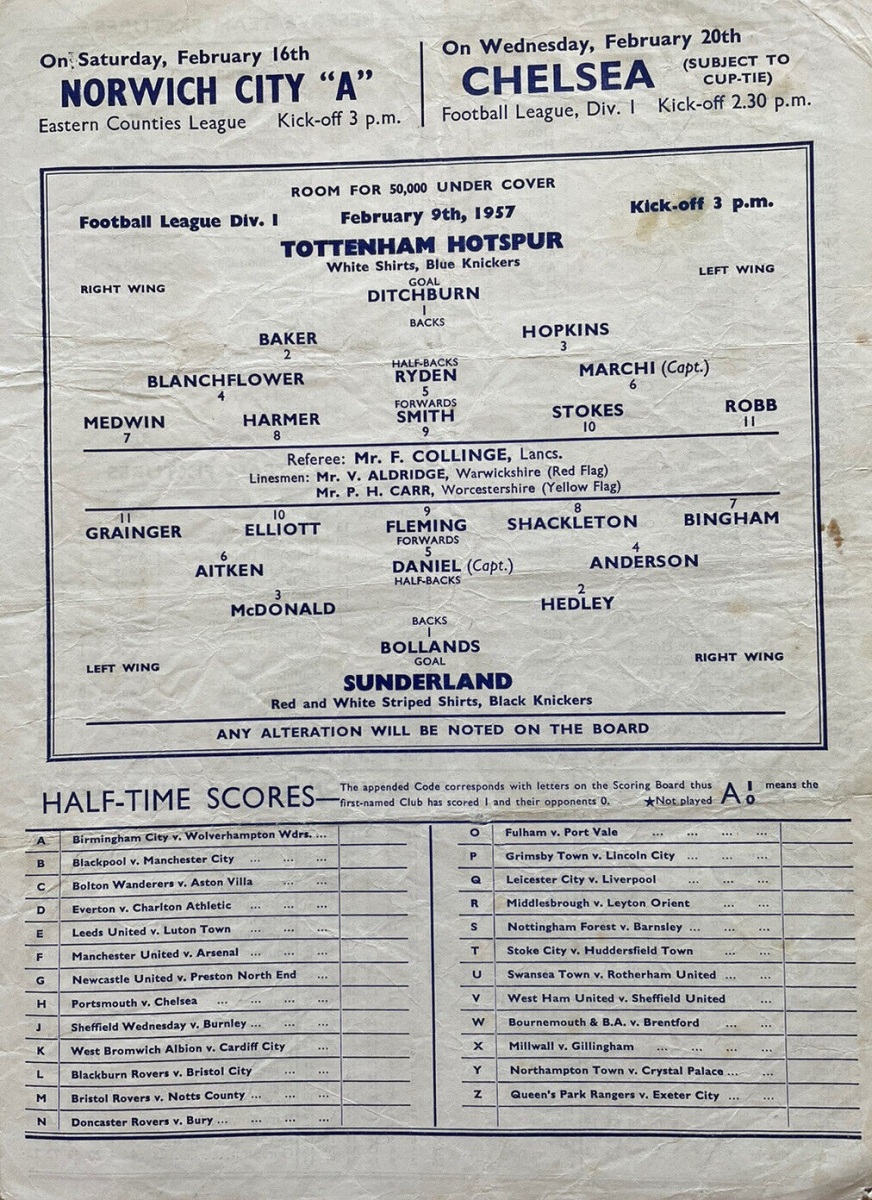 On Saturday, February 16th
NORWICH CITY "A"
Eastern Counties League Kick-off 3 p.m.
On Wednesday, February 20th
CHELSEA (SUBJECT TO CUP-TIE)
Football League, Div. 1 Kick-off 2.30 p.m.
ROOM FOR 50,000 UNDER COVER
Football League Div. 1 February 9th, 1957 Kick-off 3 p.m.
TOTTENHAM HOTSPUR
White Shirts, Blue Knickers
RIGHT WING LEFT WING
GOAL
DITCHBURN
1
BACKS
BAKER HOPKINS
2 3
HALF-BACKS
BLANCHFLOWER RYDEN MARCHI (Capt.)
4 5 6
FORWARDS
MEDWIN HARMER SMITH STOKES ROBB
7 8 9 10 11
Referee: Mr. F. COLLINGE, Lancs.
Linesmen: Mr. V. ALDRIDGE, Warwickshire (Red Flag)
Mr. P. H. CARR, Worcestershire (Yellow Flag)
11 10 9 8 7
GRAINGER ELLIOTT FLEMING SHACKLETON BINGHAM
FORWARDS
6 5 4
AITKEN DANIEL (Capt.) ANDERSON
HALF-BACKS
3 2
McDONALD HEDLEY
BACKS
1
BOLLANDS
GOAL
LEFT WING RIGHT WING
SUNDERLAND
Red and White Striped Shirts, Black Knickers
ANY ALTERATION WILL BE NOTED ON THE BOARD
HALF-TIME SCORES—The appended Code corresponds with letters on the Scoring Board thus A 1 0 means the
first-named Club has scored 1 and their opponents 0. ★Not played
A Birmingham City v. Wolverhampton Wdrs. ...
B Blackpool v. Manchester City ... ... ...
C Bolton Wanderers v. Aston Villa ... ...
D Everton v. Charlton Athletic ... ... ...
E Leeds United v. Luton Town ... ... ...
F Manchester United v. Arsenal ... ... ...
G Newcastle United v. Preston North End ...
H Portsmouth v. Chelsea ... ... ... ...
J Sheffield Wednesday v. Burnley ... ... ...
K West Bromwich Albion v. Cardiff City ...
L Blackburn Rovers v. Bristol City ... ...
M Bristol Rovers v. Notts County ... ... ...
N Doncaster Rovers v. Bury ... ... ... ...
O Fulham v. Port Vale ... ... ... ...
P Grimsby Town v. Lincoln City ... ... ...
Q Leicester City v. Liverpool ... ... ...
R Middlesbrough v. Leyton Orient ... ...
S Nottingham Forest v. Barnsley ... ... ...
T Stoke City v. Huddersfield Town ... ...
U Swansea Town v. Rotherham United ... ...
V West Ham United v. Sheffield United ...
W Bournemouth & B.A. v. Brentford ... ...
X Millwall v. Gillingham ... ... ... ...
Y Northampton Town v. Crystal Palace ... ...
Z Queen's Park Rangers v. Exeter City ... ...